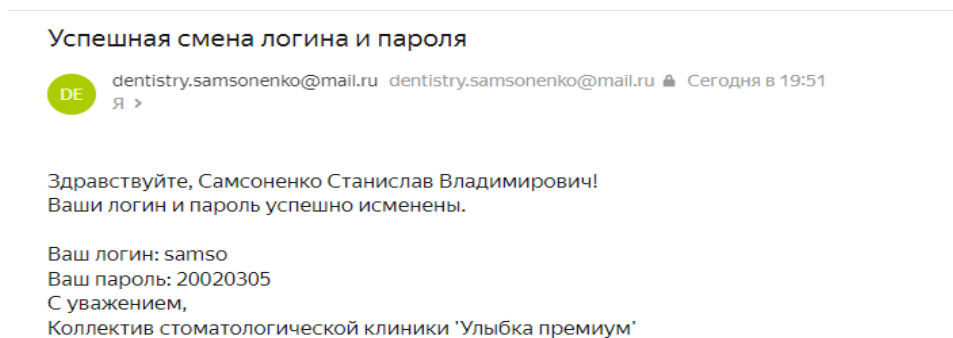 Успешная смена логина и пароля
DE
dentistry.samsonenko@mail.ru dentistry.samsonenko@mail.ru Сегодня в 19:51
Я >
Здравствуйте, Самсоненко Станислав Владимирович!
Ваши логин и пароль успешно исменены.
Ваш логин: samso
Ваш пароль: 20020305
С уважением,
Коллектив стоматологической клиники 'Улыбка премиум'